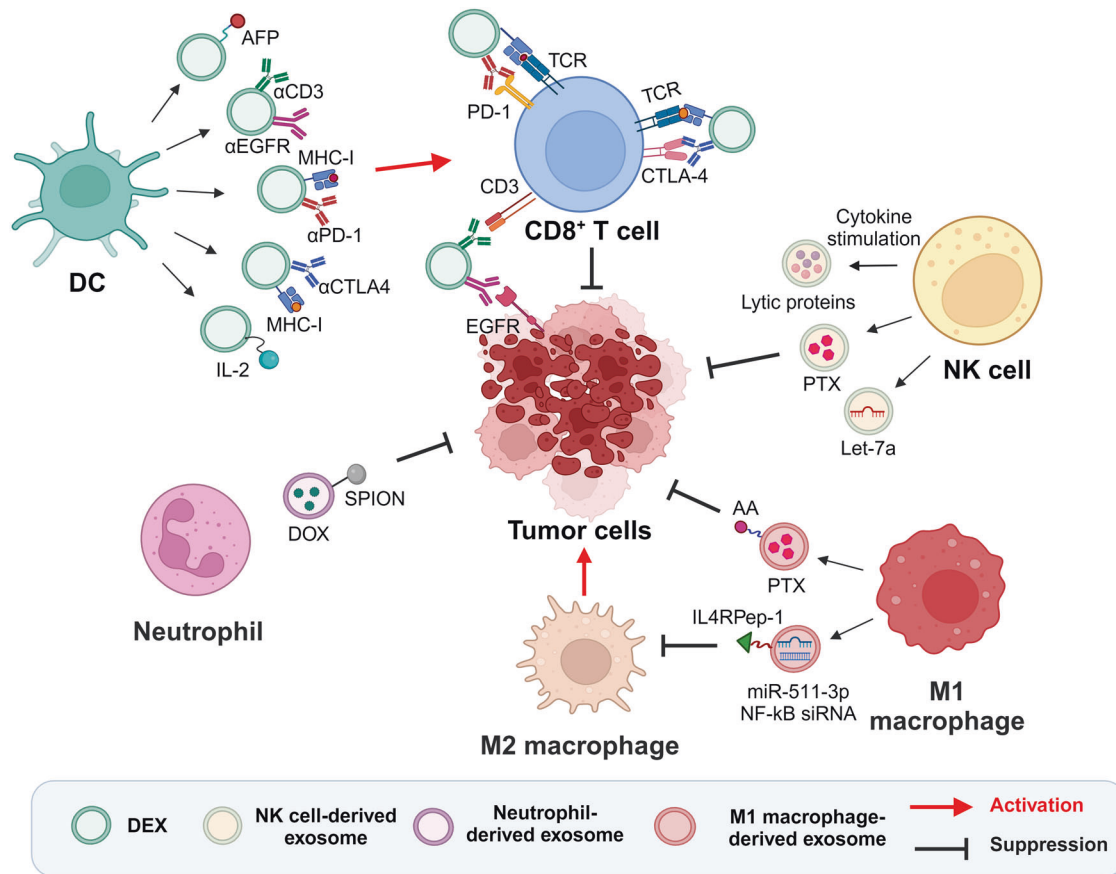 AFP
αCD3
αEGFR
MHC-I
αPD-1
αCTLA4
MHC-I
IL-2
DC
TCR
PD-1
TCR
CTLA-4
CD3
CD8⁺ T cell
EGFR
Cytokine
stimulation
Lytic proteins
PTX
Let-7a
NK cell
SPION
DOX
Neutrophil
Tumor cells
AA
PTX
IL4RPep-1
miR-511-3p
NF-kB siRNA
M1
macrophage
M2 macrophage
DEX
NK cell-derived
exosome
Neutrophil-
derived exosome
M1 macrophage-
derived exosome
Activation
Suppression